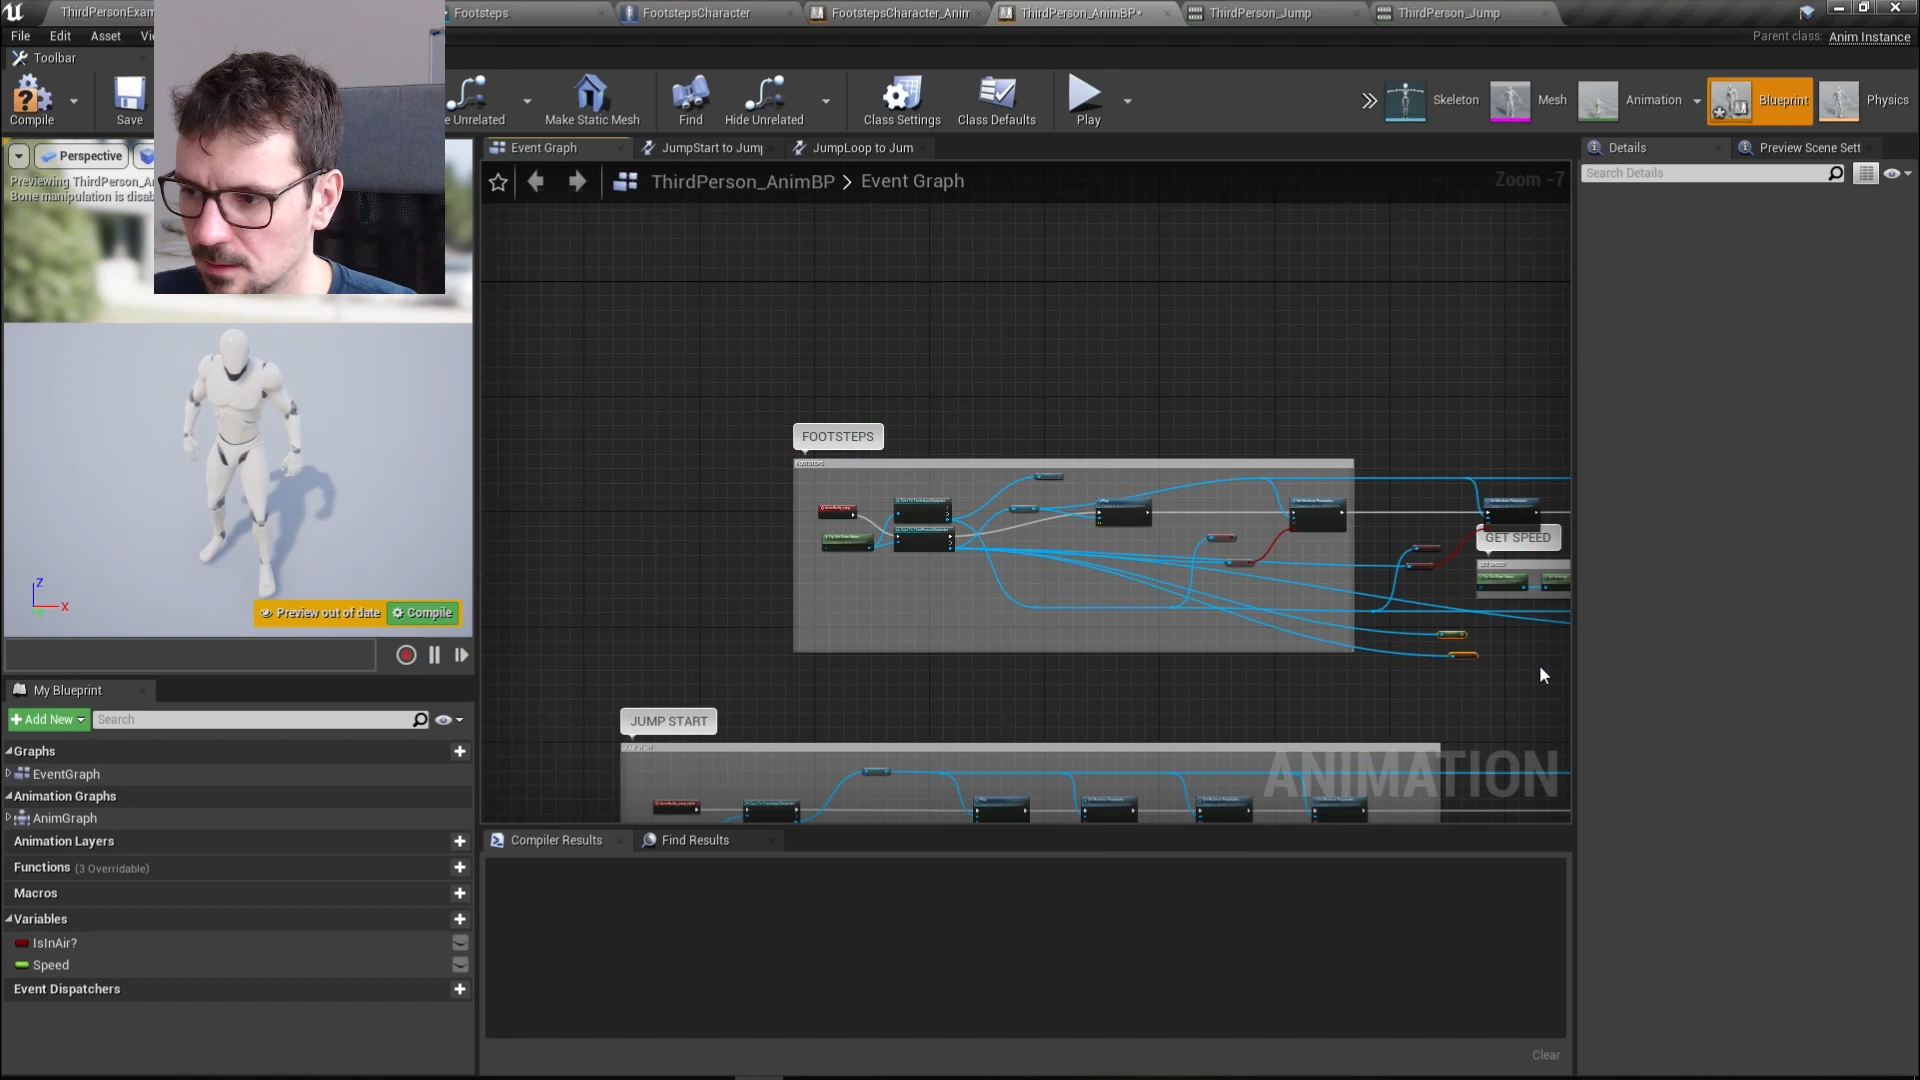 ThirdPersonExam
Footsteps
FootstepsCharacter
FootstepsCharacter_Anim
ThirdPerson_AnimBP*
ThirdPerson_Jump
ThirdPerson_Jump
File
Edit
Asset
Parent class:
Anim Instance
Toolbar
Compile
Save
e Unrelated
Make Static Mesh
Find
Hide Unrelated
Class Settings
Class Defaults
Play
Skeleton
Mesh
Animation
Blueprint
Physics
Perspective
Previewing ThirdPerson_A
Bone manipulation is disab
Event Graph
JumpStart to Jump
JumpLoop to Jum
ThirdPerson_AnimBP > Event Graph
Zoom -7
Details
Preview Scene Sett
Search Details
FOOTSTEPS
GET SPEED
JUMP START
ANIMATION
Z
X
Preview out of date
Compile
My Blueprint
Add New
Search
Graphs
EventGraph
Animation Graphs
AnimGraph
Animation Layers
Functions (3 Overridable)
Macros
Variables
IsInAir?
Speed
Event Dispatchers
Compiler Results
Find Results
Clear